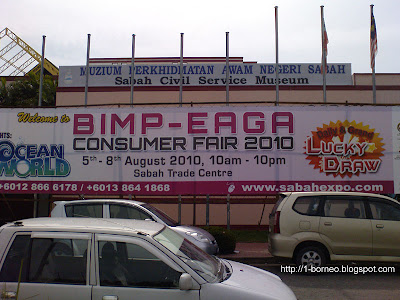 MUZIUM PERKHIDMATAN AWAM NEGERI SABAH
Sabah Civil Service Museum
Welcome to
BIMP-EAGA
CONSUMER FAIR 2010
5th - 8th August 2010, 10am - 10pm
Sabah Trade Centre
GHTS:
OCEAN
WORLD
+6012 866 6178 / +6013 864 1868
LUCKY
DRAW
www.sabahexpo.com
http://1-borneo.blogspot.com